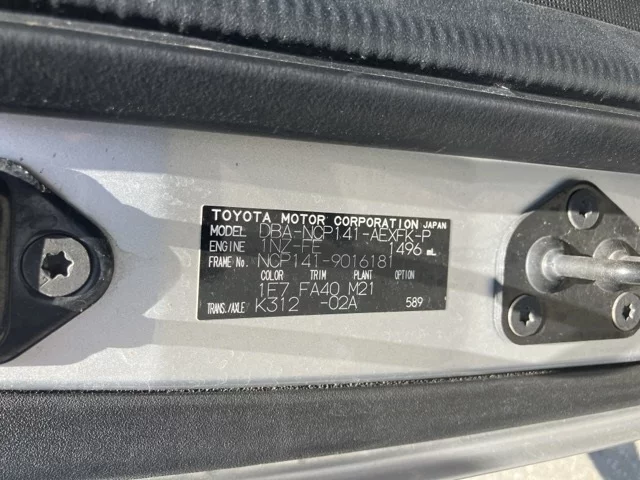 TOYOTA MOTOR CORPORATION JAPAN
MODEL DBA-NCP141-AEXFK-P
ENGINE 1NZ-FE 1496 mL
FRAME No. NCP141-9016181
COLOR TRIM PLANT OPTION
1F7 FA40 M21
TRANS./AXLE K312 -02A 589